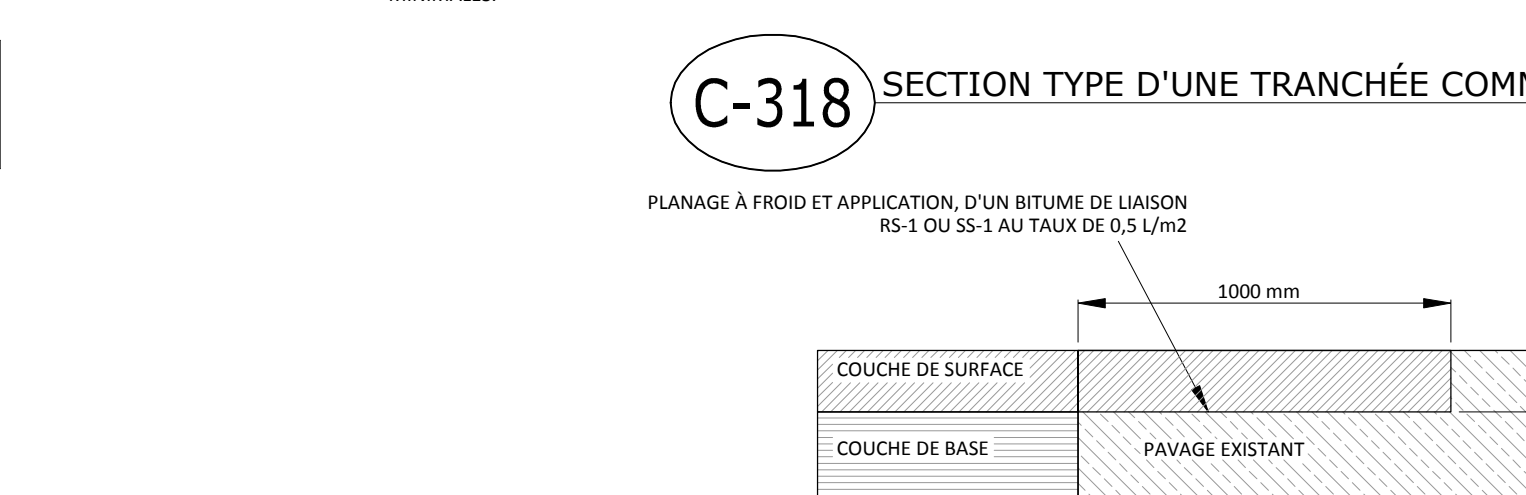 C-318
SECTION TYPE D'UNE TRANCHÉE
PLANAGE À FROID ET APPLICATION, D'UN BITUME DE LIAISON
RS-1 OU SS-1 AU TAUX DE 0,5 L/m2
1000 mm
COUCHE DE SURFACE
COUCHE DE BASE
PAVAGE EXISTANT